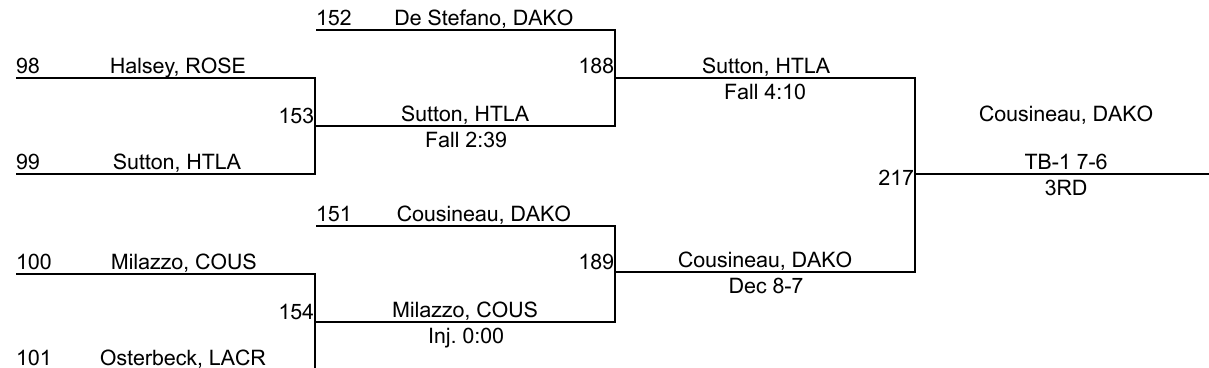 152 De Stefano, DAKO
98 Halsey, ROSE
188 Sutton, HTLA
Fall 4:10
153 Sutton, HTLA
Fall 2:39
Cousineau, DAKO
99 Sutton, HTLA
TB-1 7-6
217
3RD
151 Cousineau, DAKO
100 Milazzo, COUS
189 Cousineau, DAKO
Dec 8-7
154 Milazzo, COUS
Inj. 0:00
101 Osterbeck, LACR